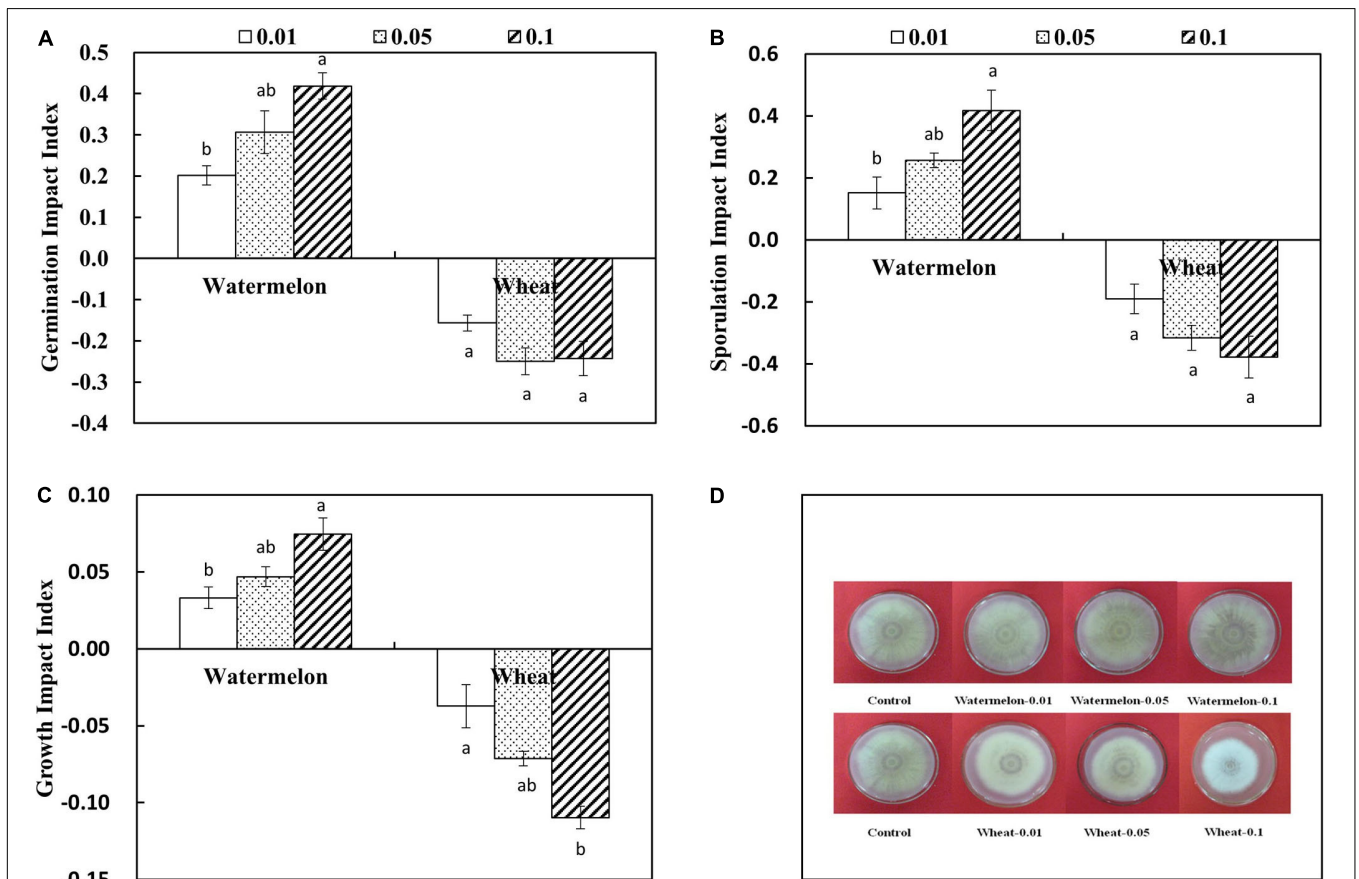 A
0.01 0.05 0.1
0.5
0.4
0.3
0.2
0.1
0.0
-0.1
-0.2
-0.3
-0.4
Germination Impact Index
b ab a
Watermelon Wheat
a a a
B
0.01 0.05 0.1
0.6
0.4
0.2
0.0
-0.2
-0.4
-0.6
Sporulation Impact Index
b ab a
Watermelon Wheat
a a a
C
0.10
0.05
0.00
-0.05
-0.10
0.15
Growth Impact Index
b ab a
Watermelon Wheat
a ab b
D
Control Watermelon-0.01 Watermelon-0.05 Watermelon-0.1
Control Wheat-0.01 Wheat-0.05 Wheat-0.1